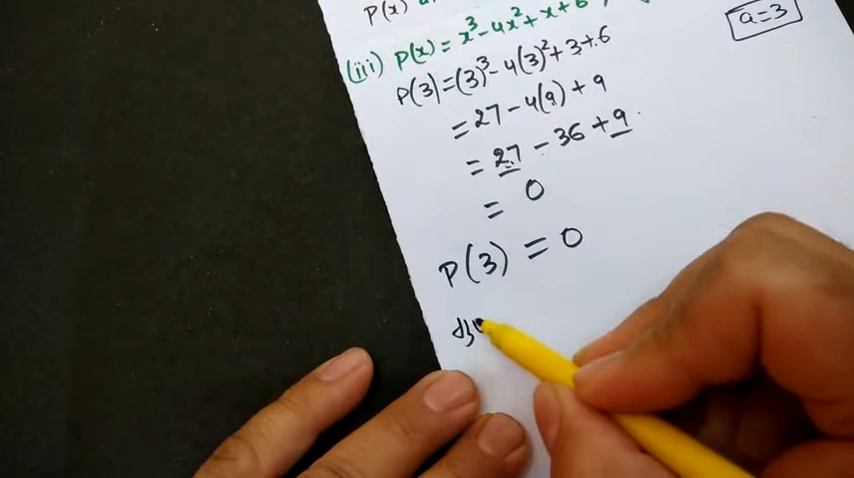 P(x)
(iii) P(x) = x³ - 4x² + x + 6,
a = 3
P(3) = (3)³ - 4(3)² + 3 + 6
= 27 - 4(9) + 9
= 27 - 36 + 9
= 0
P(3) = 0